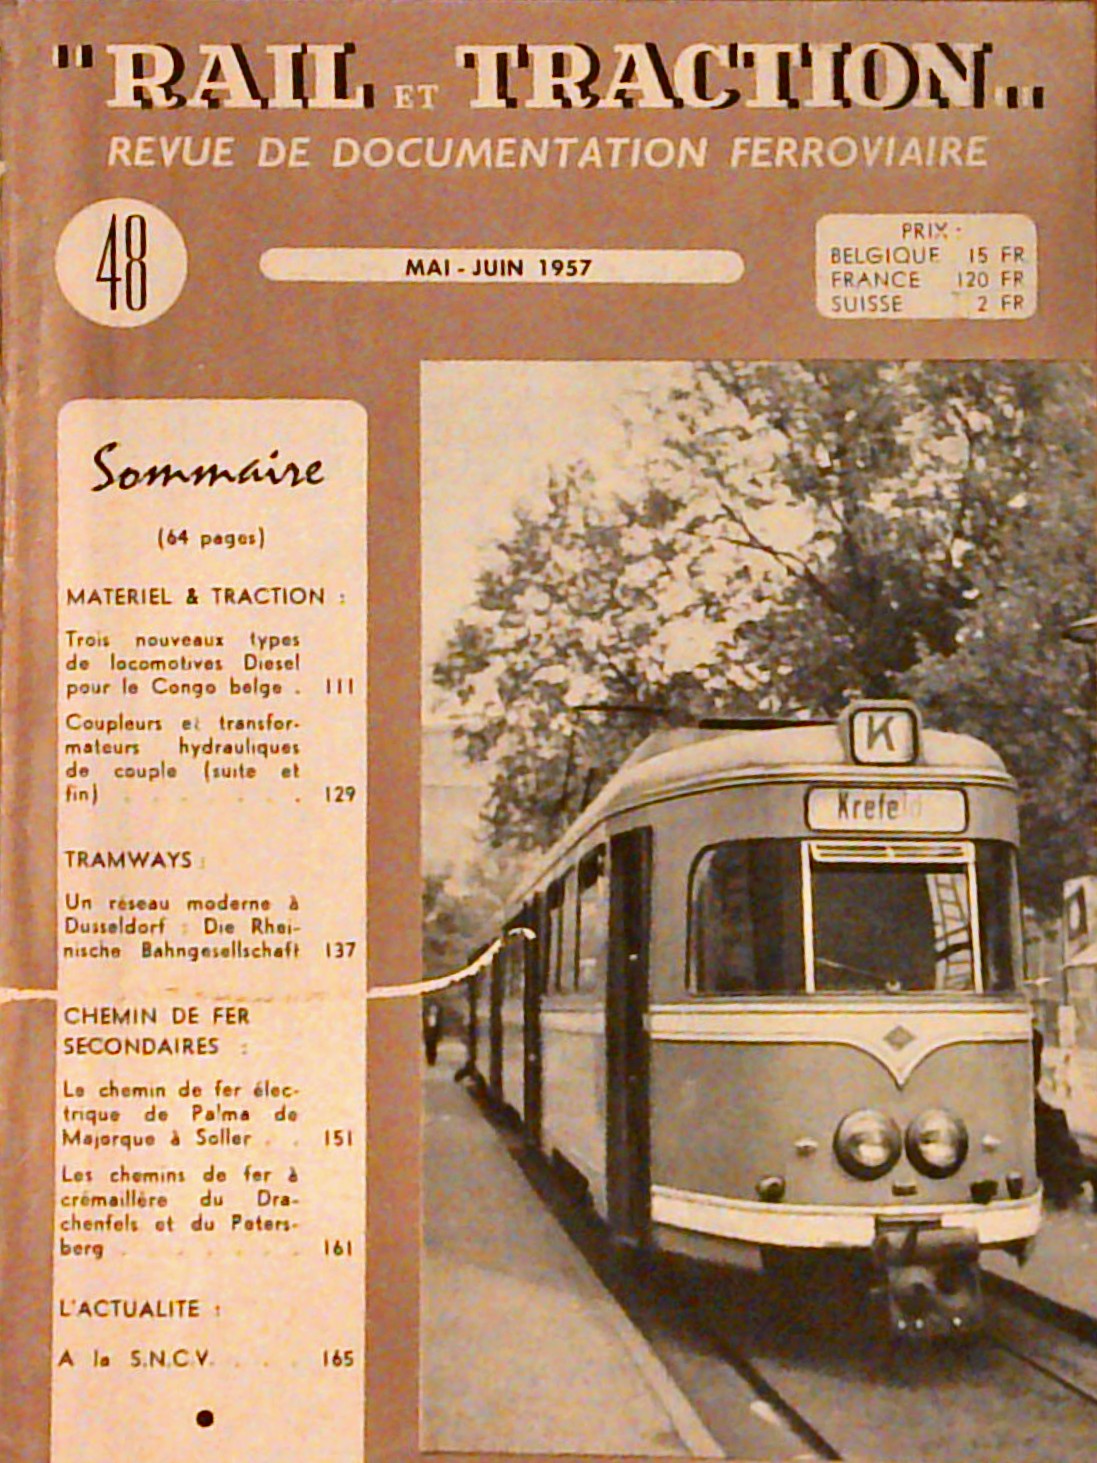 "RAIL ET TRACTION"
REVUE DE DOCUMENTATION FERROVIAIRE
48
MAI - JUIN 1957
PRIX :
BELGIQUE 15 FR
FRANCE 120 FR
SUISSE 2 FR
Sommaire
(64 pages)
MATERIEL & TRACTION :
Trois nouveaux types
de locomotives Diesel
pour le Congo belge . 111
Coupleurs et transfor-
mateurs hydrauliques
de couple (suite et
fin) . . . . . 129
TRAMWAYS :
Un réseau moderne à
Dusseldorf : Die Rhei-
nische Bahngesellschaft 137
CHEMIN DE FER
SECONDAIRES :
Le chemin de fer élec-
trique de Palma de
Majorque à Soller . . 151
Les chemins de fer à
crémaillère du Dra-
chenfels et du Peters-
berg . . . . . . 161
L'ACTUALITE :
A la S.N.C.V. . . . 165
K
Krefeld